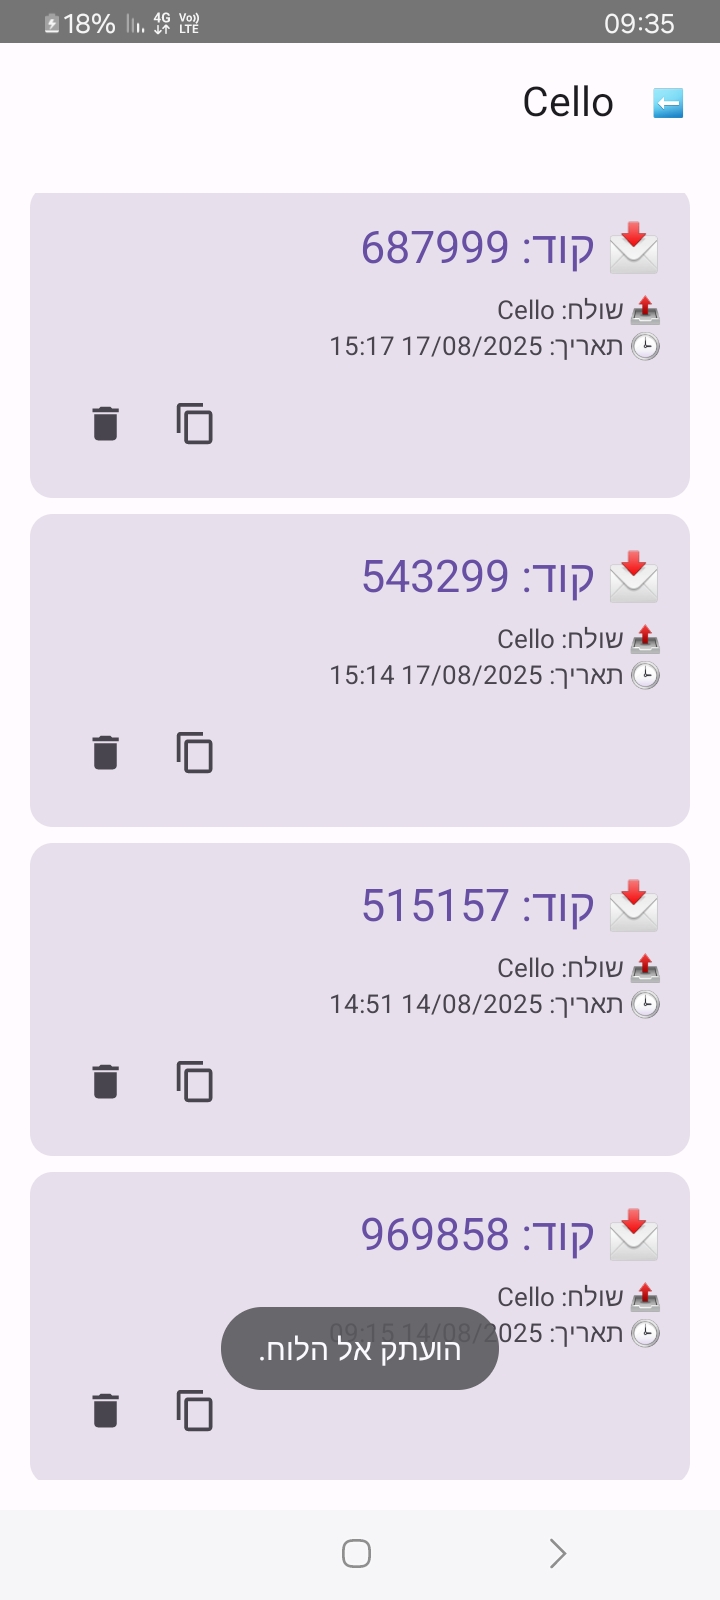 18% 4G Vo)) LTE 09:35
Cello
קוד: 687999
שולח: Cello
תאריך: 17/08/2025 15:17
קוד: 543299
שולח: Cello
תאריך: 17/08/2025 15:14
קוד: 515157
שולח: Cello
תאריך: 14/08/2025 14:51
קוד: 969858
שולח: Cello
תאריך: 14/08/2025 09:15
הועתק אל הלוח.